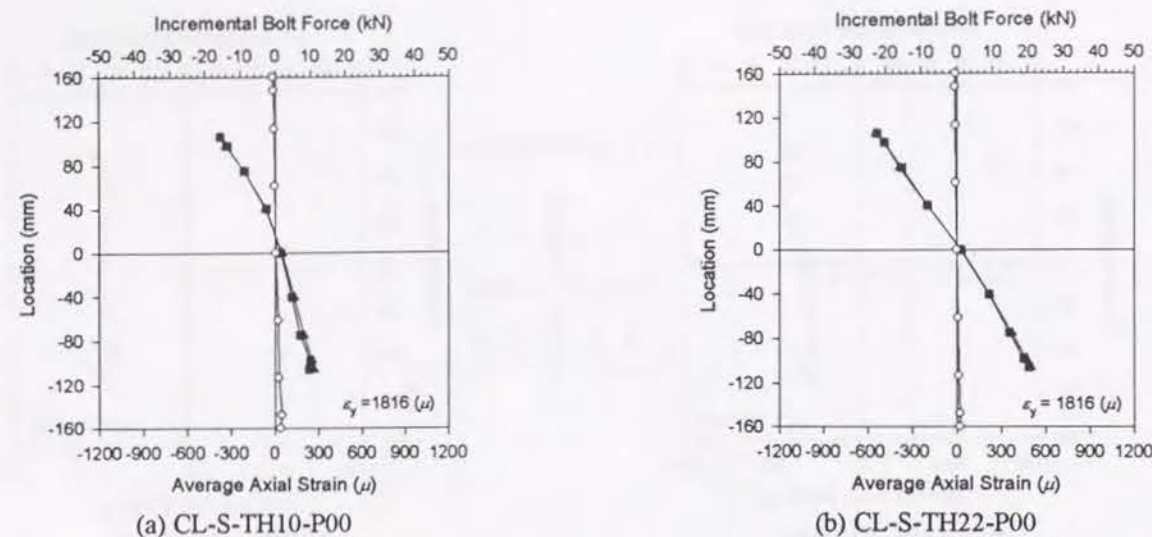 Incremental Bolt Force (kN)
-50 -40 -30 -20 -10 0 10 20 30 40 50
160
120
80
40
0
-40
-80
-120
-160
Location (mm)
εy =1816 (μ)
-1200 -900 -600 -300 0 300 600 900 1200
Average Axial Strain (μ)
(a) CL-S-TH10-P00
Incremental Bolt Force (kN)
-50 -40 -30 -20 -10 0 10 20 30 40 50
160
120
80
40
0
-40
-80
-120
-160
Location (mm)
εy =1816 (μ)
-1200 -900 -600 -300 0 300 600 900 1200
Average Axial Strain (μ)
(b) CL-S-TH22-P00